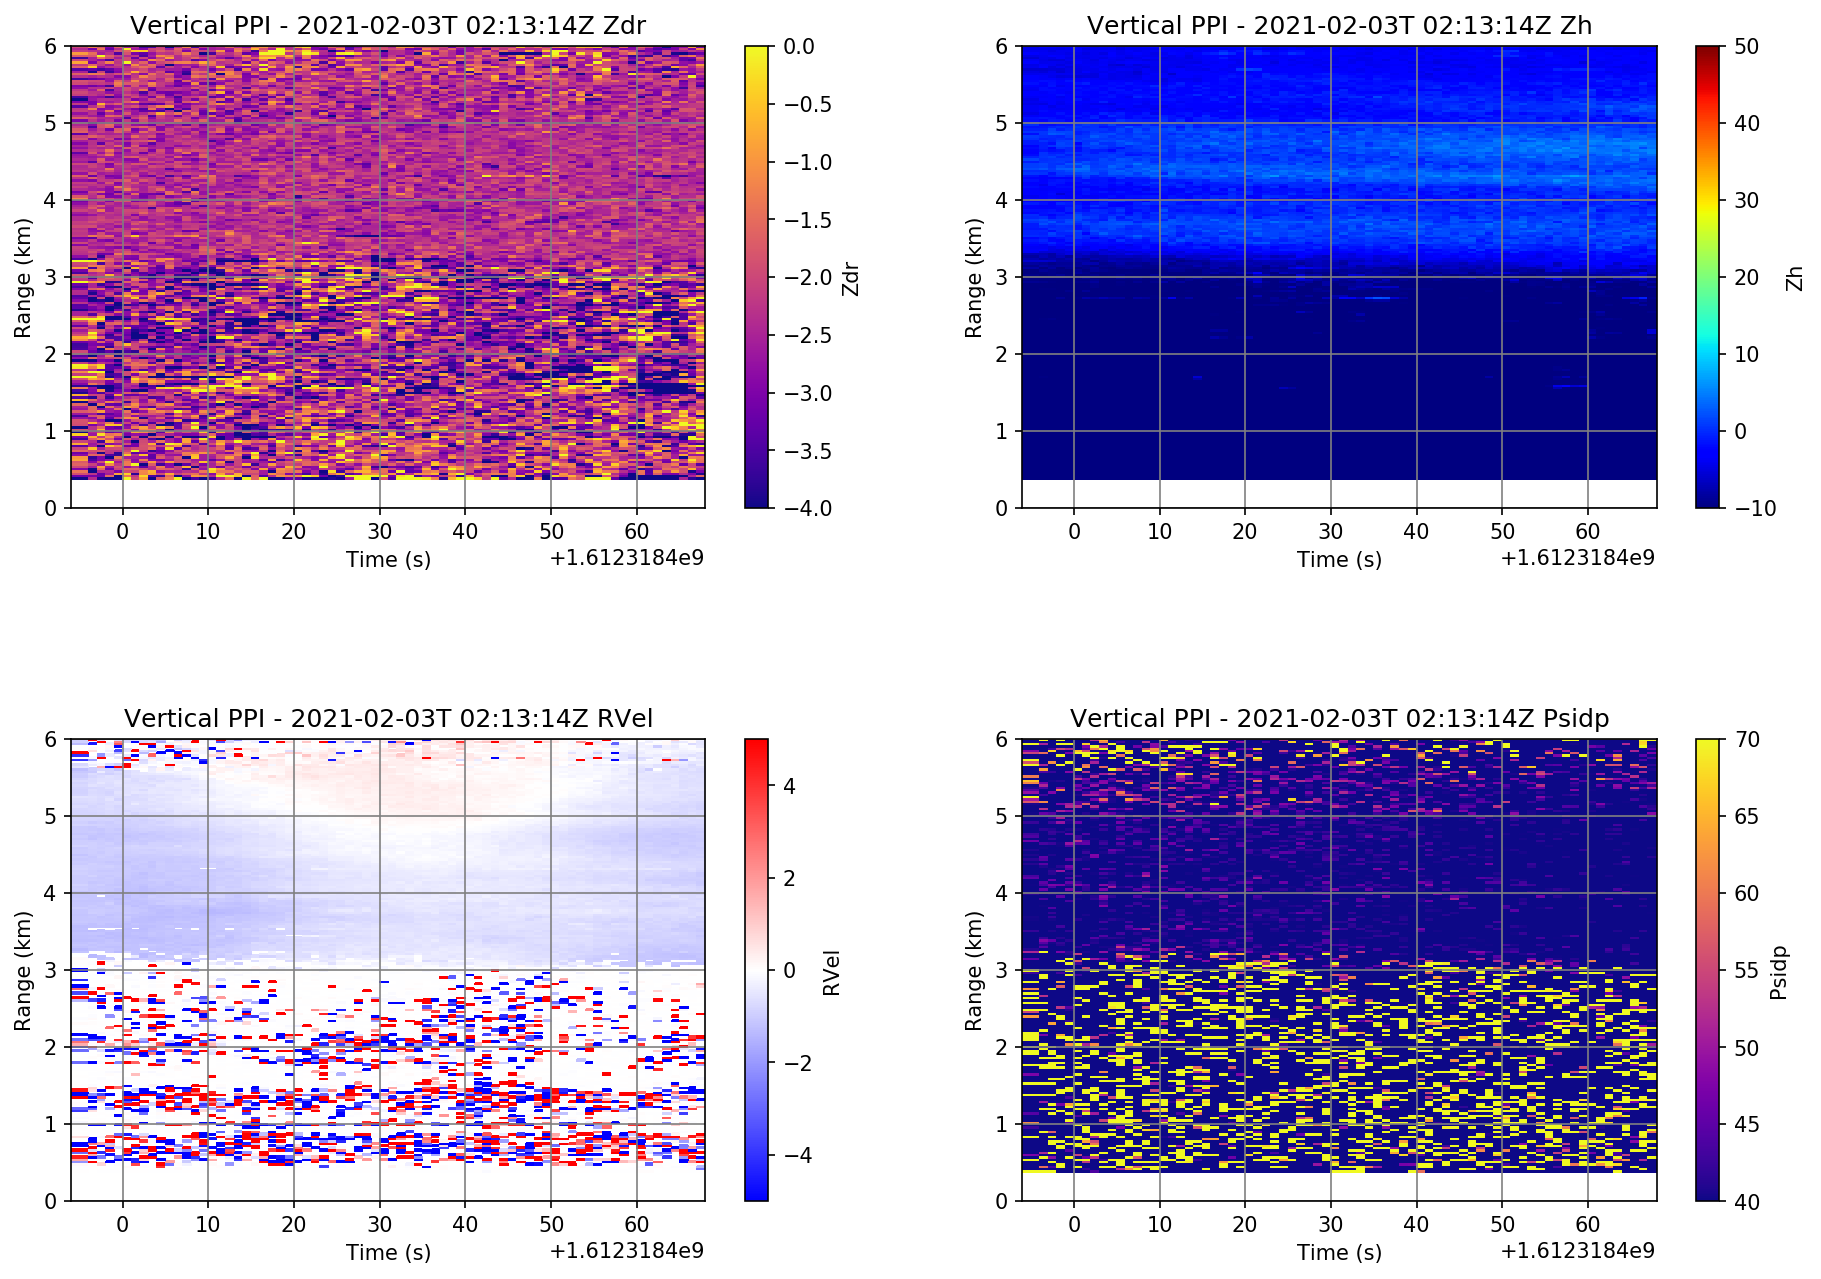 Vertical PPI - 2021-02-03T 02:13:14Z Zdr
6
5
4
3
2
1
0
Range (km)
0 10 20 30 40 50 60
Time (s)
+1.6123184e9
0.0
−0.5
−1.0
−1.5
−2.0
−2.5
−3.0
−3.5
−4.0
Zdr
Vertical PPI - 2021-02-03T 02:13:14Z Zh
6
5
4
3
2
1
0
Range (km)
0 10 20 30 40 50 60
Time (s)
+1.6123184e9
50
40
30
20
10
0
−10
Zh
Vertical PPI - 2021-02-03T 02:13:14Z RVel
6
5
4
3
2
1
0
Range (km)
0 10 20 30 40 50 60
Time (s)
+1.6123184e9
4
2
0
−2
−4
RVel
Vertical PPI - 2021-02-03T 02:13:14Z Psidp
6
5
4
3
2
1
0
Range (km)
0 10 20 30 40 50 60
Time (s)
+1.6123184e9
70
65
60
55
50
45
40
Psidp